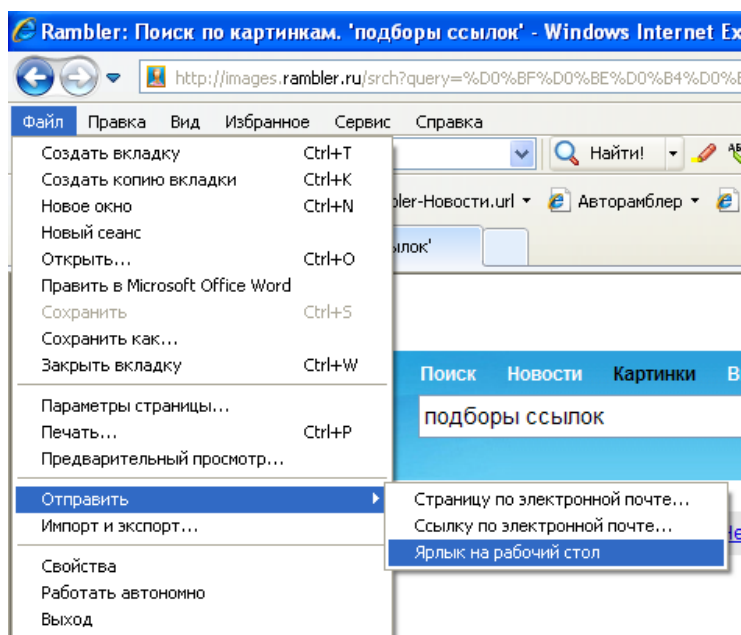 Rambler: Поиск по картинкам. 'подборы ссылок' - Windows Internet Ex
http://images.rambler.ru/srch?query=%D0%BF%D0%BE%D0%B4%D0%
Файл Правка Вид Избранное Сервис Справка
Найти!
bler-Новости.url Авторамблер
ылок'
Создать вкладку Ctrl+T
Создать копию вкладки Ctrl+K
Новое окно Ctrl+N
Новый сеанс
Открыть... Ctrl+O
Править в Microsoft Office Word
Сохранить Ctrl+S
Сохранить как...
Закрыть вкладку Ctrl+W
Параметры страницы...
Печать... Ctrl+P
Предварительный просмотр...
Отправить
Импорт и экспорт...
Свойства
Работать автономно
Выход
Поиск Новости Картинки В
подборы ссылок
Страницу по электронной почте...
Ссылку по электронной почте...
Ярлык на рабочий стол